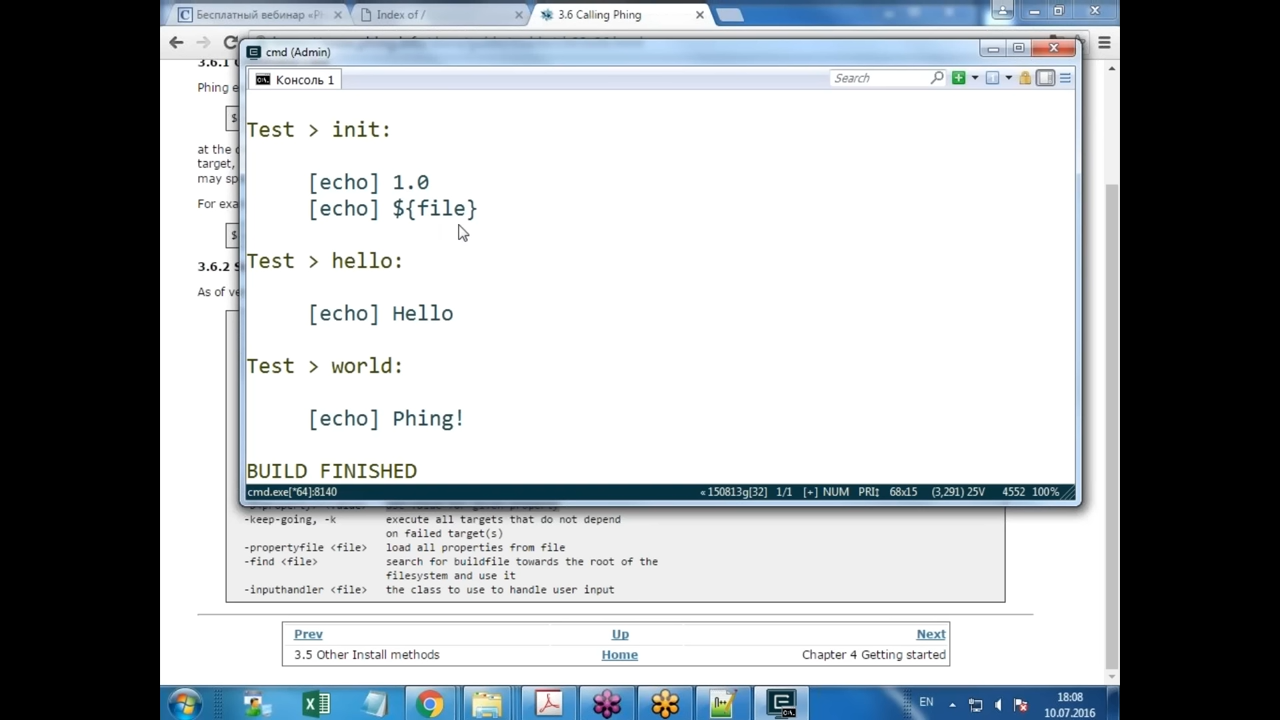 Бесплатный вебинар «Ph
Index of /
3.6 Calling Phing
cmd (Admin)
Консоль 1
Search
3.6.1
Phing e
$
at the
target,
may sp
For exa
$
3.6.2 S
As of ve
Test > init:
[echo] 1.0
[echo] ${file}
Test > hello:
[echo] Hello
Test > world:
[echo] Phing!
BUILD FINISHED
cmd.exe[*64]:8140
« 150813g[32] 1/1 [+] NUM PRI↕ 68x15 (3,291) 25V 4552 100%
-keep-going, -k execute all targets that do not depend
on failed target(s)
-propertyfile <file> load all properties from file
-find <file> search for buildfile towards the root of the
filesystem and use it
-inputhandler <file> the class to use to handle user input
Prev Up Next
3.5 Other Install methods Home Chapter 4 Getting started
EN
18:08
10.07.2016